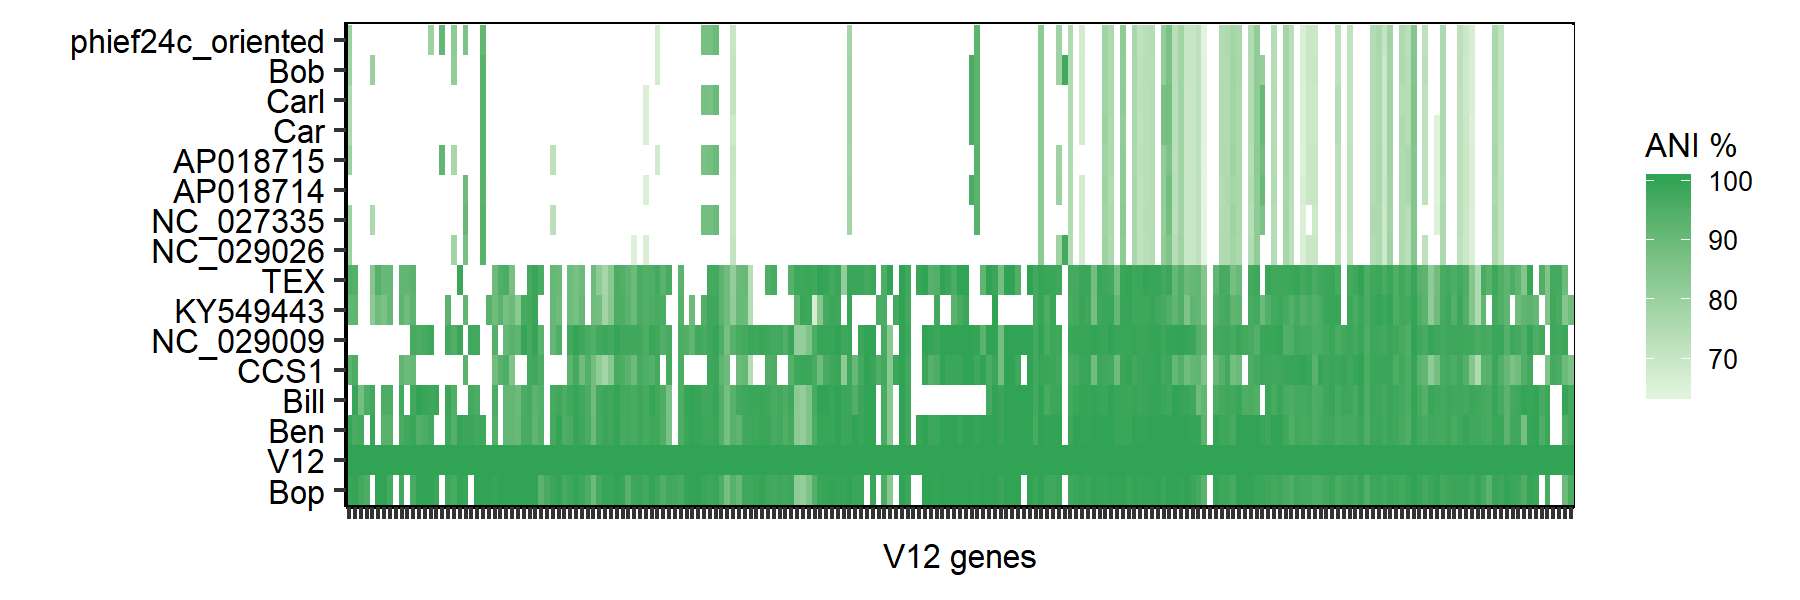 phief24c_oriented
Bob
Carl
Car
AP018715
AP018714
NC_027335
NC_029026
TEX
KY549443
NC_029009
CCS1
Bill
Ben
V12
Bop
V12 genes
ANI %
100
90
80
70